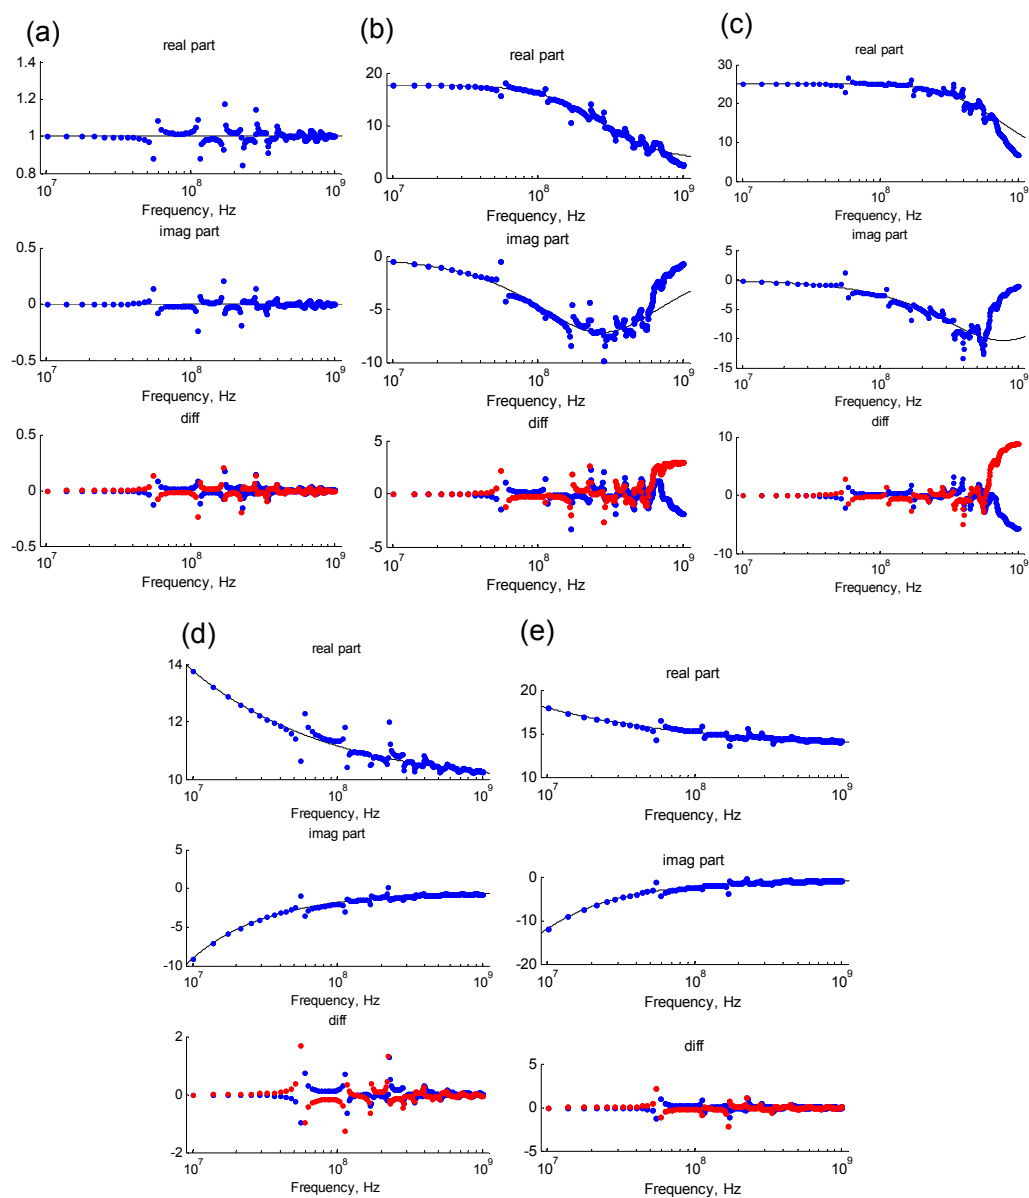 (a)
real part
1.4
1.2
1
0.8
10^7
10^8
10^9
Frequency, Hz
imag part
0.5
0
-0.5
10^7
10^8
10^9
Frequency, Hz
diff
0.5
0
-0.5
10^7
10^8
10^9
Frequency, Hz
(b)
real part
20
10
0
10^7
10^8
10^9
Frequency, Hz
imag part
0
-5
-10
10^7
10^8
10^9
Frequency, Hz
diff
5
0
-5
10^7
10^8
10^9
Frequency, Hz
(c)
real part
30
20
10
0
10^7
10^8
10^9
Frequency, Hz
imag part
5
0
-5
-10
-15
10^7
10^8
10^9
Frequency, Hz
diff
10
0
-10
10^7
10^8
10^9
Frequency, Hz
(d)
real part
14
12
10
10^7
10^8
10^9
Frequency, Hz
imag part
5
0
-5
-10
10^7
10^8
10^9
Frequency, Hz
diff
2
0
-2
10^7
10^8
10^9
Frequency, Hz
(e)
real part
20
15
10
10^7
10^8
10^9
Frequency, Hz
imag part
0
-10
-20
10^7
10^8
10^9
Frequency, Hz
diff
5
0
-5
10^7
10^8
10^9
Frequency, Hz